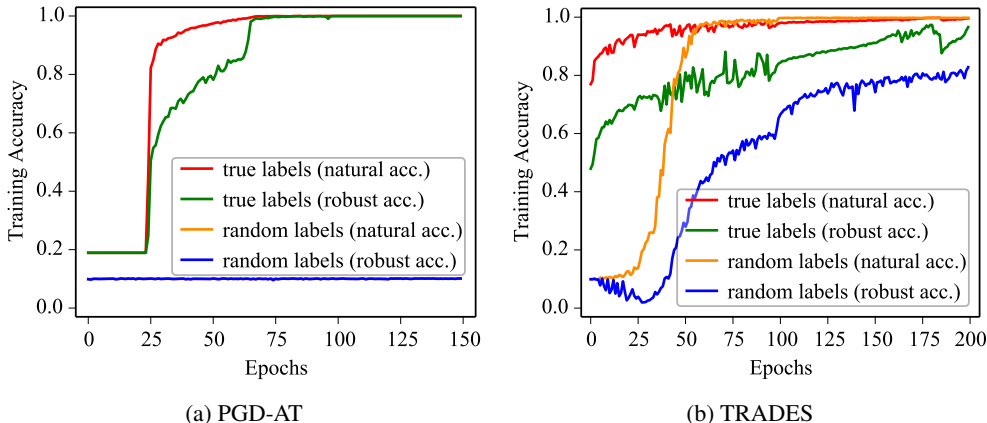 Training Accuracy
1.0
0.8
0.6
0.4
0.2
0.0
true labels (natural acc.)
true labels (robust acc.)
random labels (natural acc.)
random labels (robust acc.)
0 25 50 75 100 125 150
Epochs
(a) PGD-AT
Training Accuracy
1.0
0.8
0.6
0.4
0.2
0.0
true labels (natural acc.)
true labels (robust acc.)
random labels (natural acc.)
random labels (robust acc.)
0 25 50 75 100 125 150 175 200
Epochs
(b) TRADES